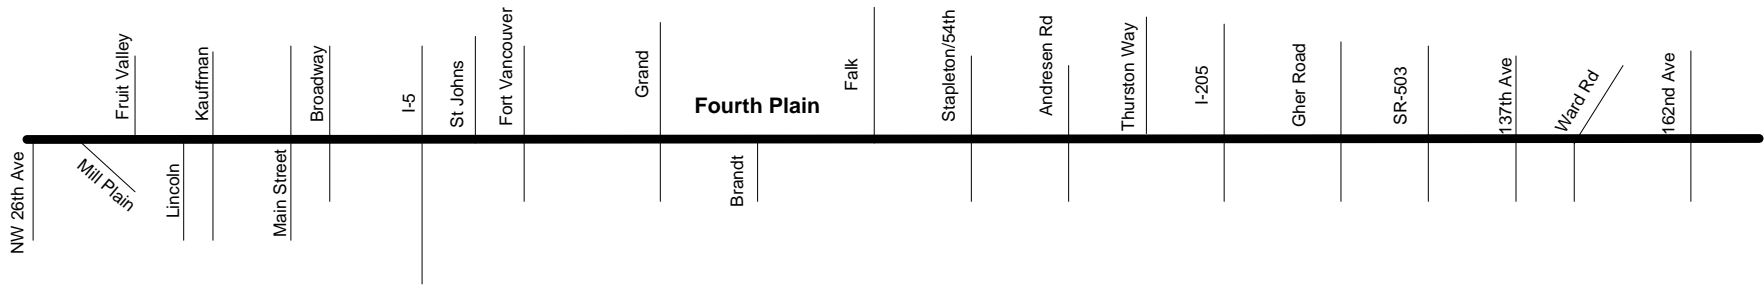 NW 26th Ave
Mill Plain
Fruit Valley
Lincoln
Kauffman
Main Street
Broadway
I-5
St Johns
Fort Vancouver
Grand
Fourth Plain
Brandt
Falk
Stapleton/54th
Andresen Rd
Thurston Way
I-205
Gher Road
SR-503
137th Ave
Ward Rd
162nd Ave